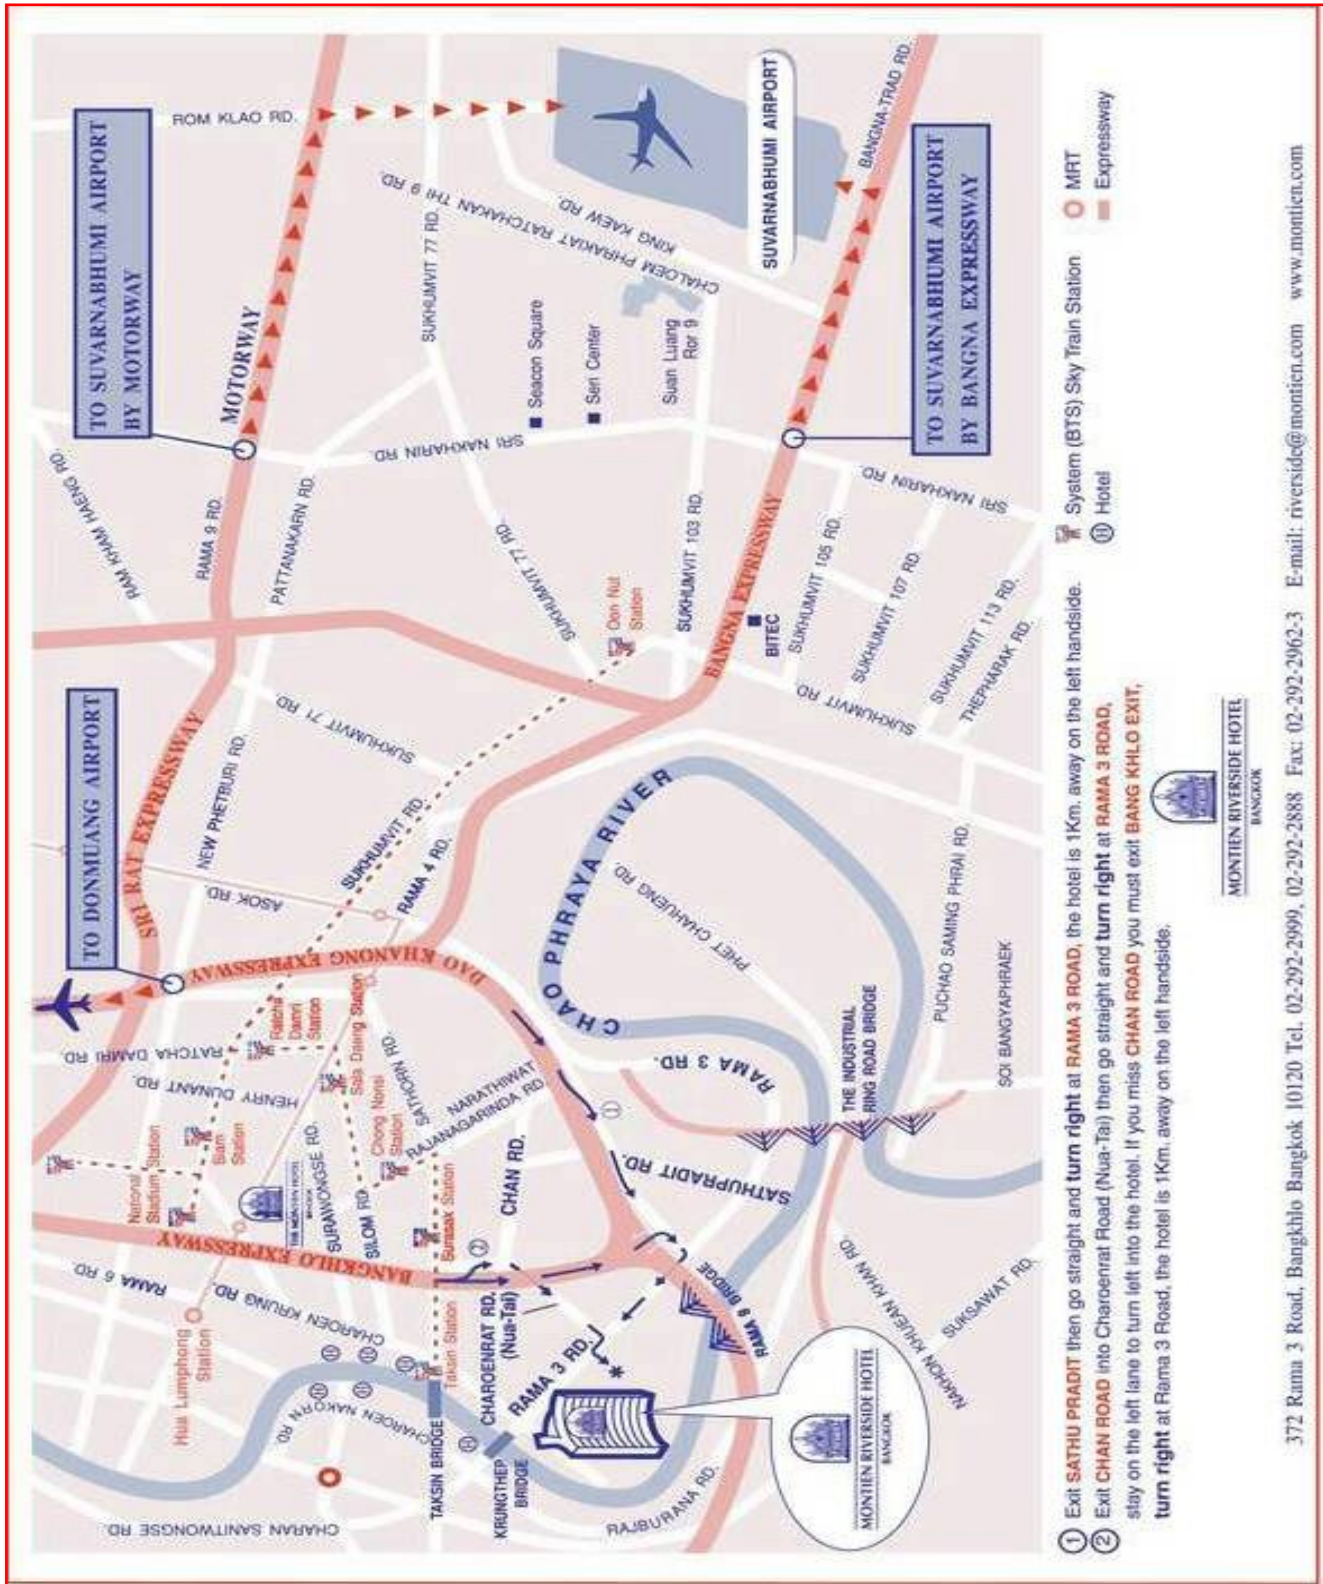 CHARAN SANITWONGSE RD.
Hua Lumphong
Station
RAMA 6 RD.
CHAROEN KRUNG RD.
CHAROEN NAKORN RD.
TAKSIN BRIDGE
Taksin Station
KRUNGTHEP
BRIDGE
CHAROENRAT RD.
(Nua-Tai)
RAMA 3 RD.
RAJBURANA RD.
MONTIEN RIVERSIDE HOTEL
BANGKOK
RAMA 9 BRIDGE
NAKHON KHUEAN KHAN RD.
SUKSAWAT RD.
BANGKHLO EXPRESSWAY
National
Stadium Station
Siam
Station
THE MONTIEN HOTEL
BANGKOK
SURAWONGSE RD.
SILOM RD.
Surasax Station
Chong Nonsi
Station
Sala Daeng Station
Ratcha
Damri
Station
RATCHA DAMRI RD.
HENRY DUNANT RD.
SATHORN RD.
NARATHIWAT
RAJANAGARINDA RD.
CHAN RD.
SATHUPRADIT RD.
1
2
RAMA 3 RD.
THE INDUSTRIAL
RING ROAD BRIDGE
SOI BANGYAPHRAEK
PUCHAO SAMING PHRAI RD.
PHET CHAHUENG RD.
CHAO PHRAYA RIVER
TO DONMUANG AIRPORT
DAO KHANONG EXPRESSWAY
SRI RAT EXPRESSWAY
ASOK RD.
NEW PHETBURI RD.
SUKHUMVIT RD.
RAMA 4 RD.
SUKHUMVIT 71 RD.
RAM KHAM HAENG RD.
RAMA 9 RD.
PATTANAKARN RD.
SUKHUMVIT 77 RD.
Oon Nut
Station
SUKHUMVIT 77 RD.
SUKHUMVIT 103 RD.
BANGNA EXPRESSWAY
BITEC
SUKHUMVIT 105 RD.
SUKHUMVIT 107 RD.
SUKHUMVIT 113 RD.
THEPHARAK RD.
SUKHUMVIT RD.
SRI NAKHARIN RD.
SRI NAKHARIN RD.
TO SUVARNABHUMI AIRPORT
BY MOTORWAY
MOTORWAY
ROM KLAO RD.
SUKHUMVIT 77 RD.
CHALOEM PHRAKIAT RATCHAKAN THI 9 RD.
KING KAEW RD.
Seacon Square
Seri Center
Suan Luang
Ror 9
SUVARNABHUMI AIRPORT
BANGNA-TRAD RD.
TO SUVARNABHUMI AIRPORT
BY BANGNA EXPRESSWAY
1 Exit SATHU PRADIT then go straight and turn right at RAMA 3 ROAD, the hotel is 1Km. away on the left handside.
2 Exit CHAN ROAD into Charoenrat Road (Nua-Tai) then go straight and turn right at RAMA 3 ROAD,
stay on the left lane to turn left into the hotel. If you miss CHAN ROAD you must exit BANG KHLO EXIT,
turn right at Rama 3 Road, the hotel is 1Km. away on the left handside.
System (BTS) Sky Train Station
MRT
H Hotel
Expressway
MONTIEN RIVERSIDE HOTEL
BANGKOK
372 Rama 3 Road, Bangkhlo Bangkok 10120 Tel. 02-292-2999, 02-292-2888 Fax: 02-292-2962-3 E-mail: riverside@montien.com www.montien.com